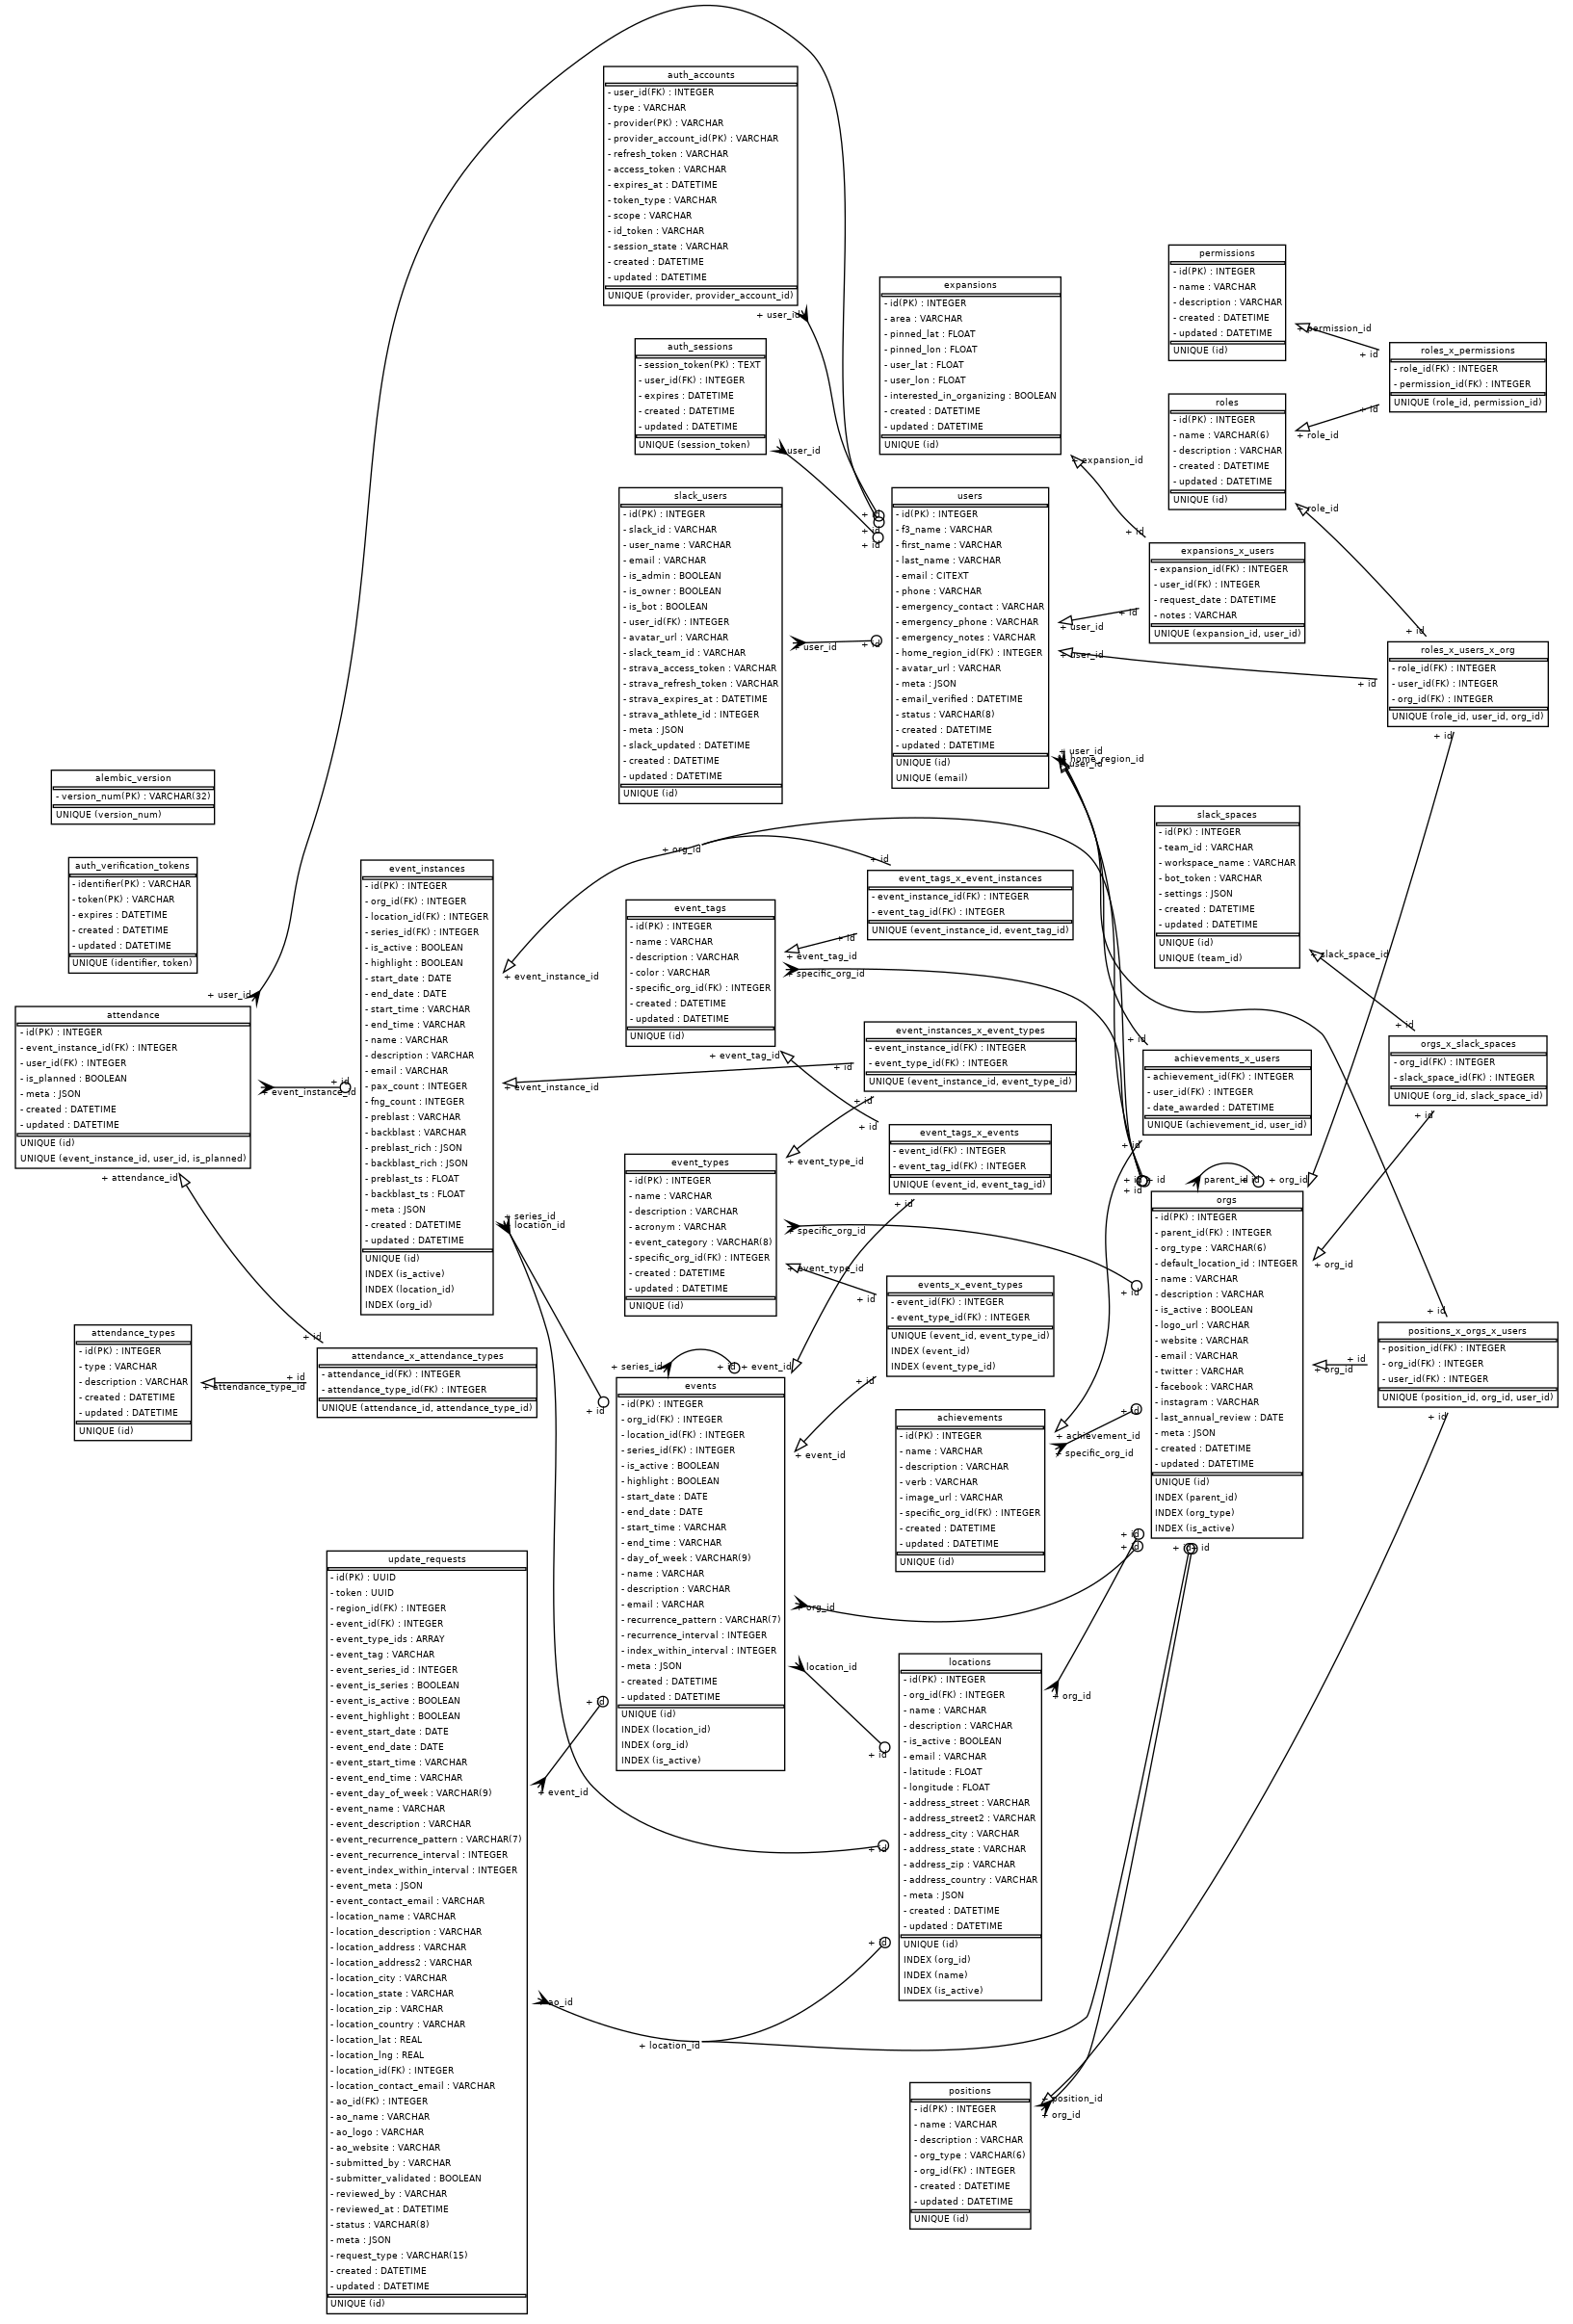 auth_accounts
- user_id(FK) : INTEGER
- type : VARCHAR
- provider(PK) : VARCHAR
- provider_account_id(PK) : VARCHAR
- refresh_token : VARCHAR
- access_token : VARCHAR
- expires_at : DATETIME
- token_type : VARCHAR
- scope : VARCHAR
- id_token : VARCHAR
- session_state : VARCHAR
- created : DATETIME
- updated : DATETIME
UNIQUE (provider, provider_account_id)
+ user_id
permissions
- id(PK) : INTEGER
- name : VARCHAR
- description : VARCHAR
- created : DATETIME
- updated : DATETIME
UNIQUE (id)
+ permission_id
+ id
expansions
- id(PK) : INTEGER
- area : VARCHAR
- pinned_lat : FLOAT
- pinned_lon : FLOAT
- user_lat : FLOAT
- user_lon : FLOAT
- interested_in_organizing : BOOLEAN
- created : DATETIME
- updated : DATETIME
UNIQUE (id)
+ expansion_id
+ id
auth_sessions
- session_token(PK) : TEXT
- user_id(FK) : INTEGER
- expires : DATETIME
- created : DATETIME
- updated : DATETIME
UNIQUE (session_token)
+ user_id
roles_x_permissions
- role_id(FK) : INTEGER
- permission_id(FK) : INTEGER
UNIQUE (role_id, permission_id)
+ id
+ role_id
roles
- id(PK) : INTEGER
- name : VARCHAR(6)
- description : VARCHAR
- created : DATETIME
- updated : DATETIME
UNIQUE (id)
+ role_id
+ id
slack_users
- id(PK) : INTEGER
- slack_id : VARCHAR
- user_name : VARCHAR
- email : VARCHAR
- is_admin : BOOLEAN
- is_owner : BOOLEAN
- is_bot : BOOLEAN
- user_id(FK) : INTEGER
- avatar_url : VARCHAR
- slack_team_id : VARCHAR
- strava_access_token : VARCHAR
- strava_refresh_token : VARCHAR
- strava_expires_at : DATETIME
- strava_athlete_id : INTEGER
- meta : JSON
- slack_updated : DATETIME
- created : DATETIME
- updated : DATETIME
UNIQUE (id)
+ user_id
+ id
+ id
+ id
+ id
users
- id(PK) : INTEGER
- f3_name : VARCHAR
- first_name : VARCHAR
- last_name : VARCHAR
- email : CITEXT
- phone : VARCHAR
- emergency_contact : VARCHAR
- emergency_phone : VARCHAR
- emergency_notes : VARCHAR
- home_region_id(FK) : INTEGER
- avatar_url : VARCHAR
- meta : JSON
- email_verified : DATETIME
- status : VARCHAR(8)
- created : DATETIME
- updated : DATETIME
UNIQUE (id)
UNIQUE (email)
+ user_id
+ home_region_id
+ user_id
expansions_x_users
- expansion_id(FK) : INTEGER
- user_id(FK) : INTEGER
- request_date : DATETIME
- notes : VARCHAR
UNIQUE (expansion_id, user_id)
+ id
+ user_id
+ user_id
+ id
roles_x_users_x_org
- role_id(FK) : INTEGER
- user_id(FK) : INTEGER
- org_id(FK) : INTEGER
UNIQUE (role_id, user_id, org_id)
+ id
alembic_version
- version_num(PK) : VARCHAR(32)
UNIQUE (version_num)
slack_spaces
- id(PK) : INTEGER
- team_id : VARCHAR
- workspace_name : VARCHAR
- bot_token : VARCHAR
- settings : JSON
- created : DATETIME
- updated : DATETIME
UNIQUE (id)
UNIQUE (team_id)
+ slack_space_id
+ id
auth_verification_tokens
- identifier(PK) : VARCHAR
- token(PK) : VARCHAR
- expires : DATETIME
- created : DATETIME
- updated : DATETIME
UNIQUE (identifier, token)
event_instances
- id(PK) : INTEGER
- org_id(FK) : INTEGER
- location_id(FK) : INTEGER
- series_id(FK) : INTEGER
- is_active : BOOLEAN
- highlight : BOOLEAN
- start_date : DATE
- end_date : DATE
- start_time : VARCHAR
- end_time : VARCHAR
- name : VARCHAR
- description : VARCHAR
- email : VARCHAR
- pax_count : INTEGER
- fng_count : INTEGER
- preblast : VARCHAR
- backblast : VARCHAR
- preblast_rich : JSON
- backblast_rich : JSON
- preblast_ts : FLOAT
- backblast_ts : FLOAT
- meta : JSON
- created : DATETIME
- updated : DATETIME
UNIQUE (id)
INDEX (is_active)
INDEX (location_id)
INDEX (org_id)
+ org_id
+ id
+ event_instance_id
+ event_instance_id
+ series_id
+ location_id
event_tags_x_event_instances
- event_instance_id(FK) : INTEGER
- event_tag_id(FK) : INTEGER
UNIQUE (event_instance_id, event_tag_id)
+ id
event_tags
- id(PK) : INTEGER
- name : VARCHAR
- description : VARCHAR
- color : VARCHAR
- specific_org_id(FK) : INTEGER
- created : DATETIME
- updated : DATETIME
UNIQUE (id)
+ event_tag_id
+ specific_org_id
+ event_tag_id
+ user_id
attendance
- id(PK) : INTEGER
- event_instance_id(FK) : INTEGER
- user_id(FK) : INTEGER
- is_planned : BOOLEAN
- meta : JSON
- created : DATETIME
- updated : DATETIME
UNIQUE (id)
UNIQUE (event_instance_id, user_id, is_planned)
+ attendance_id
+ id
+ event_instance_id
event_instances_x_event_types
- event_instance_id(FK) : INTEGER
- event_type_id(FK) : INTEGER
UNIQUE (event_instance_id, event_type_id)
+ id
+ id
+ id
orgs_x_slack_spaces
- org_id(FK) : INTEGER
- slack_space_id(FK) : INTEGER
UNIQUE (org_id, slack_space_id)
+ id
+ id
achievements_x_users
- achievement_id(FK) : INTEGER
- user_id(FK) : INTEGER
- date_awarded : DATETIME
UNIQUE (achievement_id, user_id)
+ id
event_tags_x_events
- event_id(FK) : INTEGER
- event_tag_id(FK) : INTEGER
UNIQUE (event_id, event_tag_id)
+ id
event_types
- id(PK) : INTEGER
- name : VARCHAR
- description : VARCHAR
- acronym : VARCHAR
- event_category : VARCHAR(8)
- specific_org_id(FK) : INTEGER
- created : DATETIME
- updated : DATETIME
UNIQUE (id)
+ event_type_id
+ specific_org_id
+ event_type_id
+ id
+ id
+ id
+ parent_id
+ id
+ org_id
orgs
- id(PK) : INTEGER
- parent_id(FK) : INTEGER
- org_type : VARCHAR(6)
- default_location_id : INTEGER
- name : VARCHAR
- description : VARCHAR
- is_active : BOOLEAN
- logo_url : VARCHAR
- website : VARCHAR
- email : VARCHAR
- twitter : VARCHAR
- facebook : VARCHAR
- instagram : VARCHAR
- last_annual_review : DATE
- meta : JSON
- created : DATETIME
- updated : DATETIME
UNIQUE (id)
INDEX (parent_id)
INDEX (org_type)
INDEX (is_active)
+ org_id
+ org_id
+ id
+ id
+ id
+ id
+ id
+ id
events_x_event_types
- event_id(FK) : INTEGER
- event_type_id(FK) : INTEGER
UNIQUE (event_id, event_type_id)
INDEX (event_id)
INDEX (event_type_id)
+ id
+ id
+ id
positions_x_orgs_x_users
- position_id(FK) : INTEGER
- org_id(FK) : INTEGER
- user_id(FK) : INTEGER
UNIQUE (position_id, org_id, user_id)
+ id
+ id
attendance_types
- id(PK) : INTEGER
- type : VARCHAR
- description : VARCHAR
- created : DATETIME
- updated : DATETIME
UNIQUE (id)
+ id
+ attendance_type_id
+ id
attendance_x_attendance_types
- attendance_id(FK) : INTEGER
- attendance_type_id(FK) : INTEGER
UNIQUE (attendance_id, attendance_type_id)
+ series_id
+ id
+ event_id
+ id
events
- id(PK) : INTEGER
- org_id(FK) : INTEGER
- location_id(FK) : INTEGER
- series_id(FK) : INTEGER
- is_active : BOOLEAN
- highlight : BOOLEAN
- start_date : DATE
- end_date : DATE
- start_time : VARCHAR
- end_time : VARCHAR
- day_of_week : VARCHAR(9)
- name : VARCHAR
- description : VARCHAR
- email : VARCHAR
- recurrence_pattern : VARCHAR(7)
- recurrence_interval : INTEGER
- index_within_interval : INTEGER
- meta : JSON
- created : DATETIME
- updated : DATETIME
UNIQUE (id)
INDEX (location_id)
INDEX (org_id)
INDEX (is_active)
+ event_id
+ org_id
+ location_id
+ id
achievements
- id(PK) : INTEGER
- name : VARCHAR
- description : VARCHAR
- verb : VARCHAR
- image_url : VARCHAR
- specific_org_id(FK) : INTEGER
- created : DATETIME
- updated : DATETIME
UNIQUE (id)
+ achievement_id
+ specific_org_id
update_requests
- id(PK) : UUID
- token : UUID
- region_id(FK) : INTEGER
- event_id(FK) : INTEGER
- event_type_ids : ARRAY
- event_tag : VARCHAR
- event_series_id : INTEGER
- event_is_series : BOOLEAN
- event_is_active : BOOLEAN
- event_highlight : BOOLEAN
- event_start_date : DATE
- event_end_date : DATE
- event_start_time : VARCHAR
- event_end_time : VARCHAR
- event_day_of_week : VARCHAR(9)
- event_name : VARCHAR
- event_description : VARCHAR
- event_recurrence_pattern : VARCHAR(7)
- event_recurrence_interval : INTEGER
- event_index_within_interval : INTEGER
- event_meta : JSON
- event_contact_email : VARCHAR
- location_name : VARCHAR
- location_description : VARCHAR
- location_address : VARCHAR
- location_address2 : VARCHAR
- location_city : VARCHAR
- location_state : VARCHAR
- location_zip : VARCHAR
- location_country : VARCHAR
- location_lat : REAL
- location_lng : REAL
- location_id(FK) : INTEGER
- location_contact_email : VARCHAR
- ao_id(FK) : INTEGER
- ao_name : VARCHAR
- ao_logo : VARCHAR
- ao_website : VARCHAR
- submitted_by : VARCHAR
- submitter_validated : BOOLEAN
- reviewed_by : VARCHAR
- reviewed_at : DATETIME
- status : VARCHAR(8)
- meta : JSON
- request_type : VARCHAR(15)
- created : DATETIME
- updated : DATETIME
UNIQUE (id)
+ id
+ event_id
+ ao_id
+ location_id
locations
- id(PK) : INTEGER
- org_id(FK) : INTEGER
- name : VARCHAR
- description : VARCHAR
- is_active : BOOLEAN
- email : VARCHAR
- latitude : FLOAT
- longitude : FLOAT
- address_street : VARCHAR
- address_street2 : VARCHAR
- address_city : VARCHAR
- address_state : VARCHAR
- address_zip : VARCHAR
- address_country : VARCHAR
- meta : JSON
- created : DATETIME
- updated : DATETIME
UNIQUE (id)
INDEX (org_id)
INDEX (name)
INDEX (is_active)
+ org_id
+ id
+ id
+ id
positions
- id(PK) : INTEGER
- name : VARCHAR
- description : VARCHAR
- org_type : VARCHAR(6)
- org_id(FK) : INTEGER
- created : DATETIME
- updated : DATETIME
UNIQUE (id)
+ position_id
+ org_id